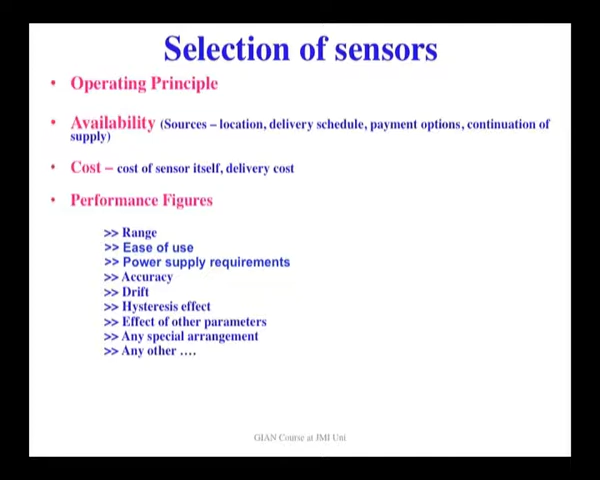 Selection of sensors
• Operating Principle
• Availability (Sources – location, delivery schedule, payment options, continuation of
supply)
• Cost – cost of sensor itself, delivery cost
• Performance Figures
>> Range
>> Ease of use
>> Power supply requirements
>> Accuracy
>> Drift
>> Hysteresis effect
>> Effect of other parameters
>> Any special arrangement
>> Any other ….
GIAN Course at JMI Uni